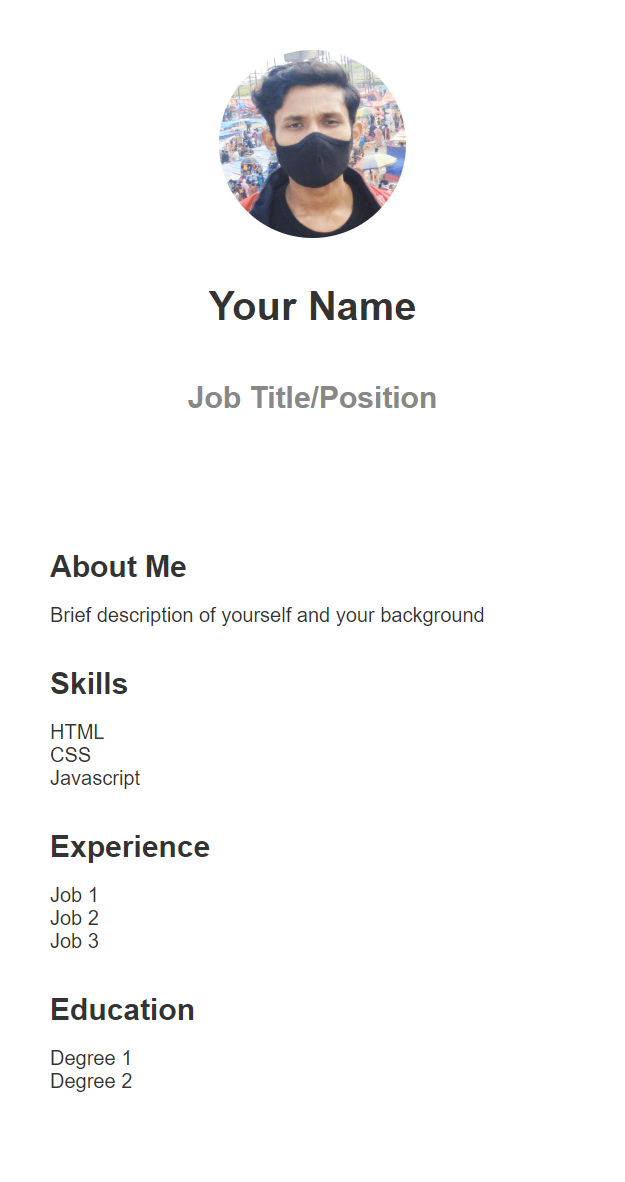 Your Name
Job Title/Position
About Me
Brief description of yourself and your background
Skills
HTML
CSS
Javascript
Experience
Job 1
Job 2
Job 3
Education
Degree 1
Degree 2